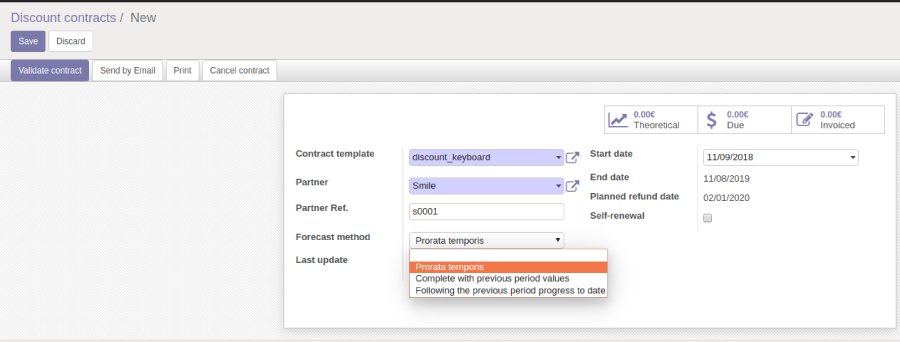 Discount contracts / New
Save Discard
Validate contract Send by Email Print Cancel contract
0.00€ Theoretical
0.00€ Due
0.00€ Invoiced
Contract template discount_keyboard
Partner Smile
Partner Ref. s0001
Forecast method Prorata temporis
Prorata temporis
Complete with previous period values
Following the previous period progress to date
Last update
Start date 11/09/2018
End date 11/08/2019
Planned refund date 02/01/2020
Self-renewal